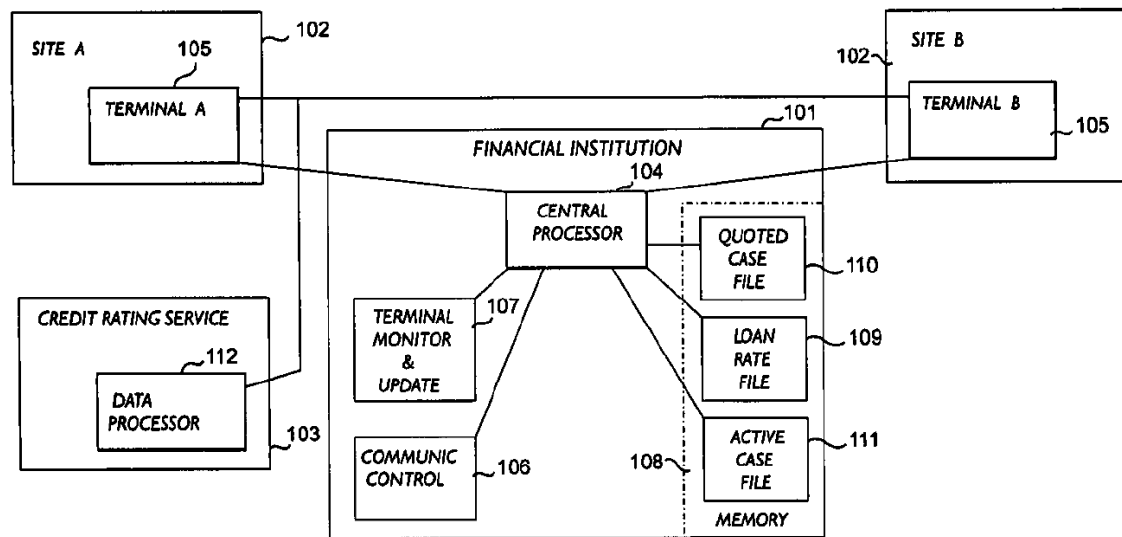 SITE A
102
105
TERMINAL A
SITE B
102
TERMINAL B
105
101
FINANCIAL INSTITUTION
104
CENTRAL
PROCESSOR
QUOTED
CASE
FILE
110
107
TERMINAL
MONITOR
&
UPDATE
LOAN
RATE
FILE
109
CREDIT RATING SERVICE
112
DATA
PROCESSOR
103
COMMUNIC
CONTROL
106
108
ACTIVE
CASE
FILE
111
MEMORY